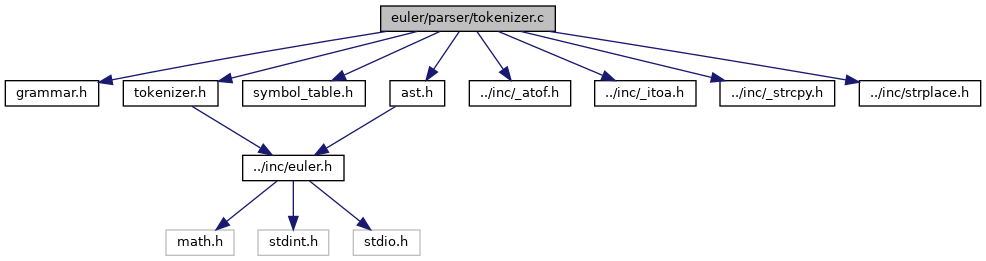 euler/parser/tokenizer.c
grammar.h
tokenizer.h
symbol_table.h
ast.h
../inc/_atof.h
../inc/_itoa.h
../inc/_strcpy.h
../inc/strplace.h
../inc/euler.h
math.h
stdint.h
stdio.h